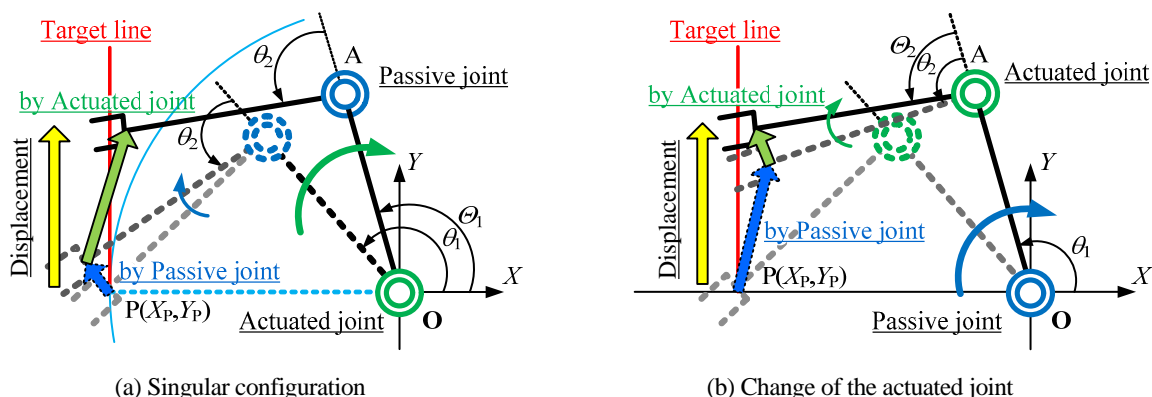 Target line
θ2
A
Passive joint
by Actuated joint
θ2
Y
Displacement
Θ1
θ1
by Passive joint
X
P(XP,YP)
Actuated joint
O
(a) Singular configuration
Target line
Θ2
θ2
A
Actuated joint
by Actuated joint
Y
Displacement
by Passive joint
θ1
X
P(XP,YP)
Passive joint
O
(b) Change of the actuated joint